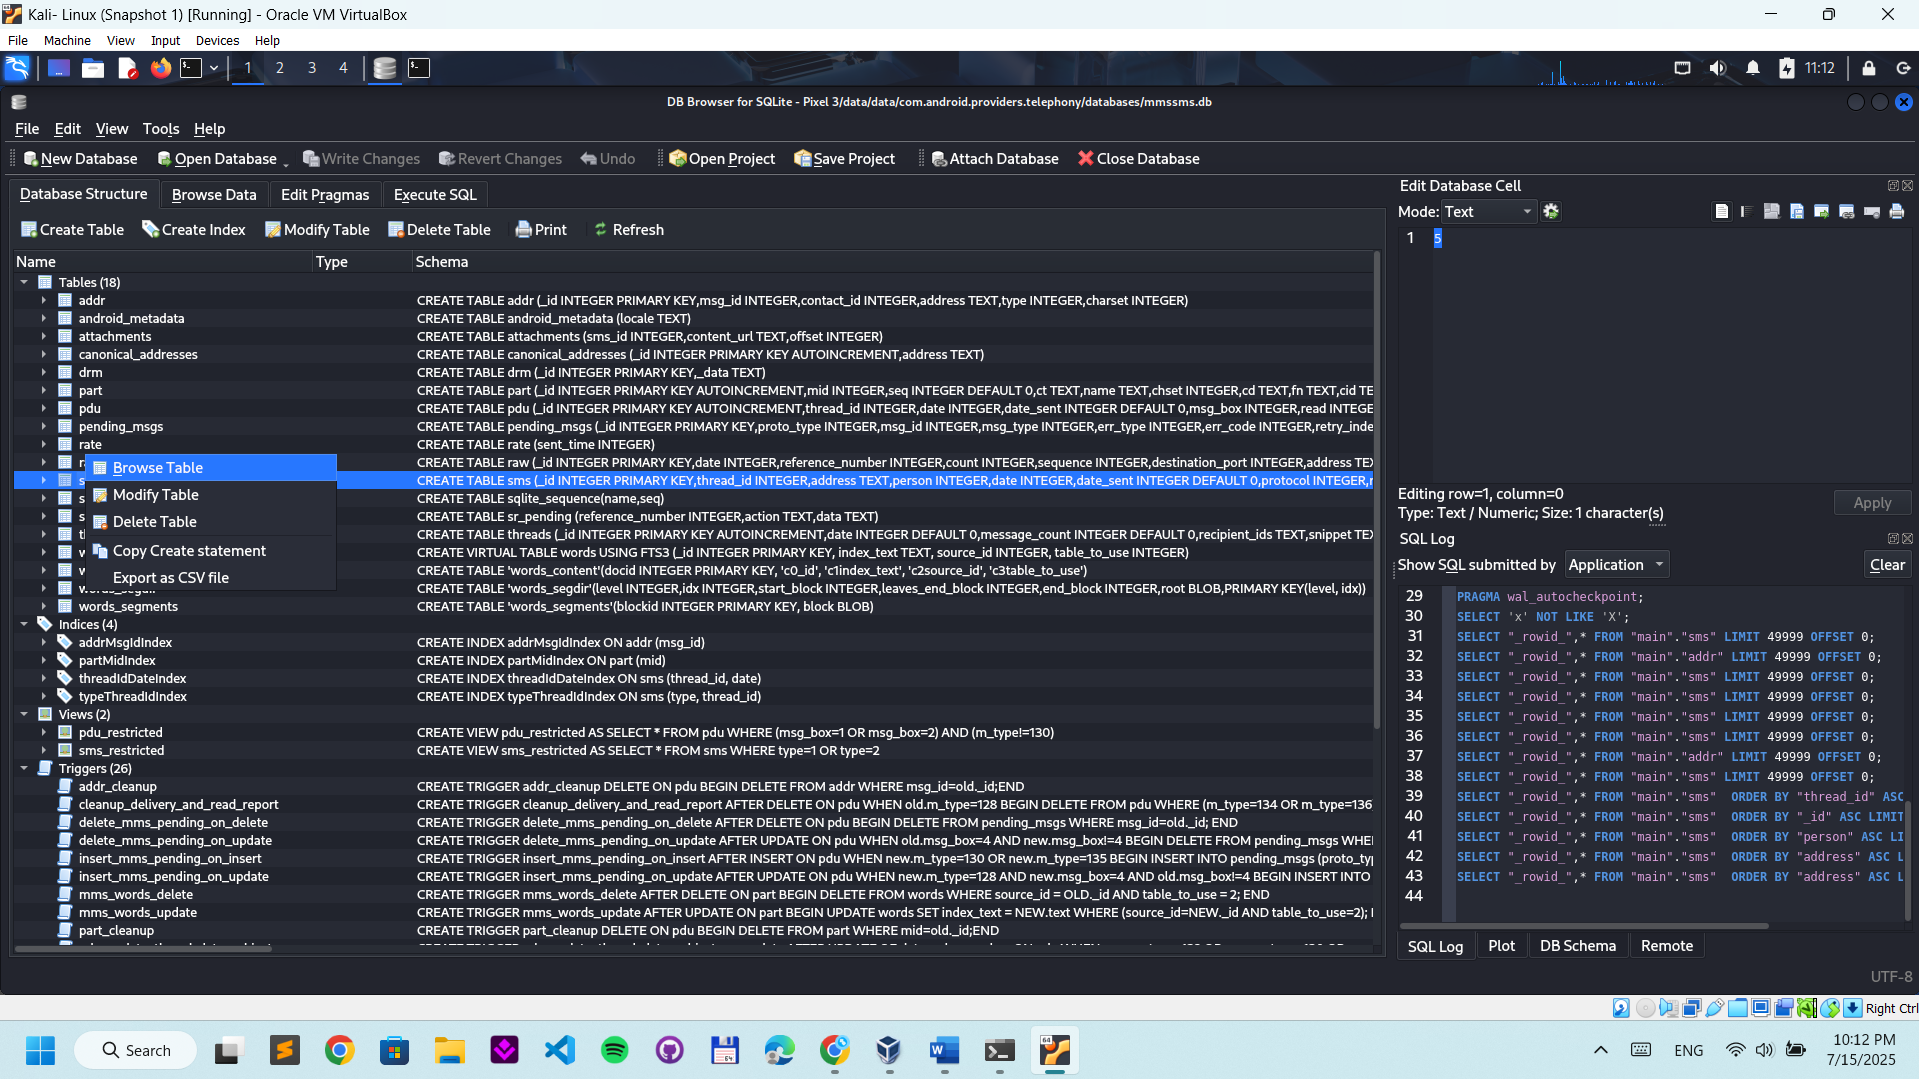 Kali- Linux (Snapshot 1) [Running] - Oracle VM VirtualBox
File Machine View Input Devices Help
1 2 3 4 11:12
DB Browser for SQLite - Pixel 3/data/data/com.android.providers.telephony/databases/mmssms.db
File Edit View Tools Help
New Database Open Database Write Changes Revert Changes Undo Open Project Save Project Attach Database Close Database
Database Structure Browse Data Edit Pragmas Execute SQL
Create Table Create Index Modify Table Delete Table Print Refresh
Name Type Schema
Tables (18)
addr CREATE TABLE addr (_id INTEGER PRIMARY KEY,msg_id INTEGER,contact_id INTEGER,address TEXT,type INTEGER,charset INTEGER)
android_metadata CREATE TABLE android_metadata (locale TEXT)
attachments CREATE TABLE attachments (sms_id INTEGER,content_url TEXT,offset INTEGER)
canonical_addresses CREATE TABLE canonical_addresses (_id INTEGER PRIMARY KEY AUTOINCREMENT,address TEXT)
drm CREATE TABLE drm (_id INTEGER PRIMARY KEY,_data TEXT)
part CREATE TABLE part (_id INTEGER PRIMARY KEY AUTOINCREMENT,mid INTEGER,seq INTEGER DEFAULT 0,ct TEXT,name TEXT,chset INTEGER,cd TEXT,fn TEXT,cid TE
pdu CREATE TABLE pdu (_id INTEGER PRIMARY KEY AUTOINCREMENT,thread_id INTEGER,date INTEGER,date_sent INTEGER DEFAULT 0,msg_box INTEGER,read INTEGE
pending_msgs CREATE TABLE pending_msgs (_id INTEGER PRIMARY KEY,proto_type INTEGER,msg_id INTEGER,msg_type INTEGER,err_type INTEGER,err_code INTEGER,retry_inde
rate CREATE TABLE rate (sent_time INTEGER)
CREATE TABLE raw (_id INTEGER PRIMARY KEY,date INTEGER,reference_number INTEGER,count INTEGER,sequence INTEGER,destination_port INTEGER,address TEX
CREATE TABLE sms (_id INTEGER PRIMARY KEY,thread_id INTEGER,address TEXT,person INTEGER,date INTEGER,date_sent INTEGER DEFAULT 0,protocol INTEGER,r
CREATE TABLE sqlite_sequence(name,seq)
CREATE TABLE sr_pending (reference_number INTEGER,action TEXT,data TEXT)
CREATE TABLE threads (_id INTEGER PRIMARY KEY AUTOINCREMENT,date INTEGER DEFAULT 0,message_count INTEGER DEFAULT 0,recipient_ids TEXT,snippet TEX
CREATE VIRTUAL TABLE words USING FTS3 (_id INTEGER PRIMARY KEY, index_text TEXT, source_id INTEGER, table_to_use INTEGER)
CREATE TABLE 'words_content'(docid INTEGER PRIMARY KEY, 'c0_id', 'c1index_text', 'c2source_id', 'c3table_to_use')
CREATE TABLE 'words_segdir'(level INTEGER,idx INTEGER,start_block INTEGER,leaves_end_block INTEGER,end_block INTEGER,root BLOB,PRIMARY KEY(level, idx))
words_segments CREATE TABLE 'words_segments'(blockid INTEGER PRIMARY KEY, block BLOB)
Browse Table
Modify Table
Delete Table
Copy Create statement
Export as CSV file
Indices (4)
addrMsgIdIndex CREATE INDEX addrMsgIdIndex ON addr (msg_id)
partMidIndex CREATE INDEX partMidIndex ON part (mid)
threadIdDateIndex CREATE INDEX threadIdDateIndex ON sms (thread_id, date)
typeThreadIdIndex CREATE INDEX typeThreadIdIndex ON sms (type, thread_id)
Views (2)
pdu_restricted CREATE VIEW pdu_restricted AS SELECT * FROM pdu WHERE (msg_box=1 OR msg_box=2) AND (m_type!=130)
sms_restricted CREATE VIEW sms_restricted AS SELECT * FROM sms WHERE type=1 OR type=2
Triggers (26)
addr_cleanup CREATE TRIGGER addr_cleanup DELETE ON pdu BEGIN DELETE FROM addr WHERE msg_id=old._id;END
cleanup_delivery_and_read_report CREATE TRIGGER cleanup_delivery_and_read_report AFTER DELETE ON pdu WHEN old.m_type=128 BEGIN DELETE FROM pdu WHERE (m_type=134 OR m_type=136
delete_mms_pending_on_delete CREATE TRIGGER delete_mms_pending_on_delete AFTER DELETE ON pdu BEGIN DELETE FROM pending_msgs WHERE msg_id=old._id; END
delete_mms_pending_on_update CREATE TRIGGER delete_mms_pending_on_update AFTER UPDATE ON pdu WHEN old.msg_box=4 AND new.msg_box!=4 BEGIN DELETE FROM pending_msgs WHE
insert_mms_pending_on_insert CREATE TRIGGER insert_mms_pending_on_insert AFTER INSERT ON pdu WHEN new.m_type=130 OR new.m_type=135 BEGIN INSERT INTO pending_msgs (proto_ty
insert_mms_pending_on_update CREATE TRIGGER insert_mms_pending_on_update AFTER UPDATE ON pdu WHEN new.m_type=128 AND new.msg_box=4 AND old.msg_box!=4 BEGIN INSERT INTO
mms_words_delete CREATE TRIGGER mms_words_delete AFTER DELETE ON part BEGIN DELETE FROM words WHERE source_id = OLD._id AND table_to_use = 2; END
mms_words_update CREATE TRIGGER mms_words_update AFTER UPDATE ON part BEGIN UPDATE words SET index_text = NEW.text WHERE (source_id=NEW._id AND table_to_use=2);
part_cleanup CREATE TRIGGER part_cleanup DELETE ON pdu BEGIN DELETE FROM part WHERE mid=old._id;END
Edit Database Cell
Mode: Text
1 5
Editing row=1, column=0
Type: Text / Numeric; Size: 1 character(s)
Apply
SQL Log
Show SQL submitted by Application Clear
29 PRAGMA wal_autocheckpoint;
30 SELECT 'x' NOT LIKE 'X';
31 SELECT "_rowid_",* FROM "main"."sms" LIMIT 49999 OFFSET 0;
32 SELECT "_rowid_",* FROM "main"."addr" LIMIT 49999 OFFSET 0;
33 SELECT "_rowid_",* FROM "main"."sms" LIMIT 49999 OFFSET 0;
34 SELECT "_rowid_",* FROM "main"."sms" LIMIT 49999 OFFSET 0;
35 SELECT "_rowid_",* FROM "main"."sms" LIMIT 49999 OFFSET 0;
36 SELECT "_rowid_",* FROM "main"."sms" LIMIT 49999 OFFSET 0;
37 SELECT "_rowid_",* FROM "main"."addr" LIMIT 49999 OFFSET 0;
38 SELECT "_rowid_",* FROM "main"."sms" LIMIT 49999 OFFSET 0;
39 SELECT "_rowid_",* FROM "main"."sms" ORDER BY "thread_id" ASC
40 SELECT "_rowid_",* FROM "main"."sms" ORDER BY "_id" ASC LIMIT
41 SELECT "_rowid_",* FROM "main"."sms" ORDER BY "person" ASC LI
42 SELECT "_rowid_",* FROM "main"."sms" ORDER BY "address" ASC L
43 SELECT "_rowid_",* FROM "main"."sms" ORDER BY "address" ASC L
44
SQL Log Plot DB Schema Remote
UTF-8
Right Ctrl
Search
ENG
10:12 PM
7/15/2025